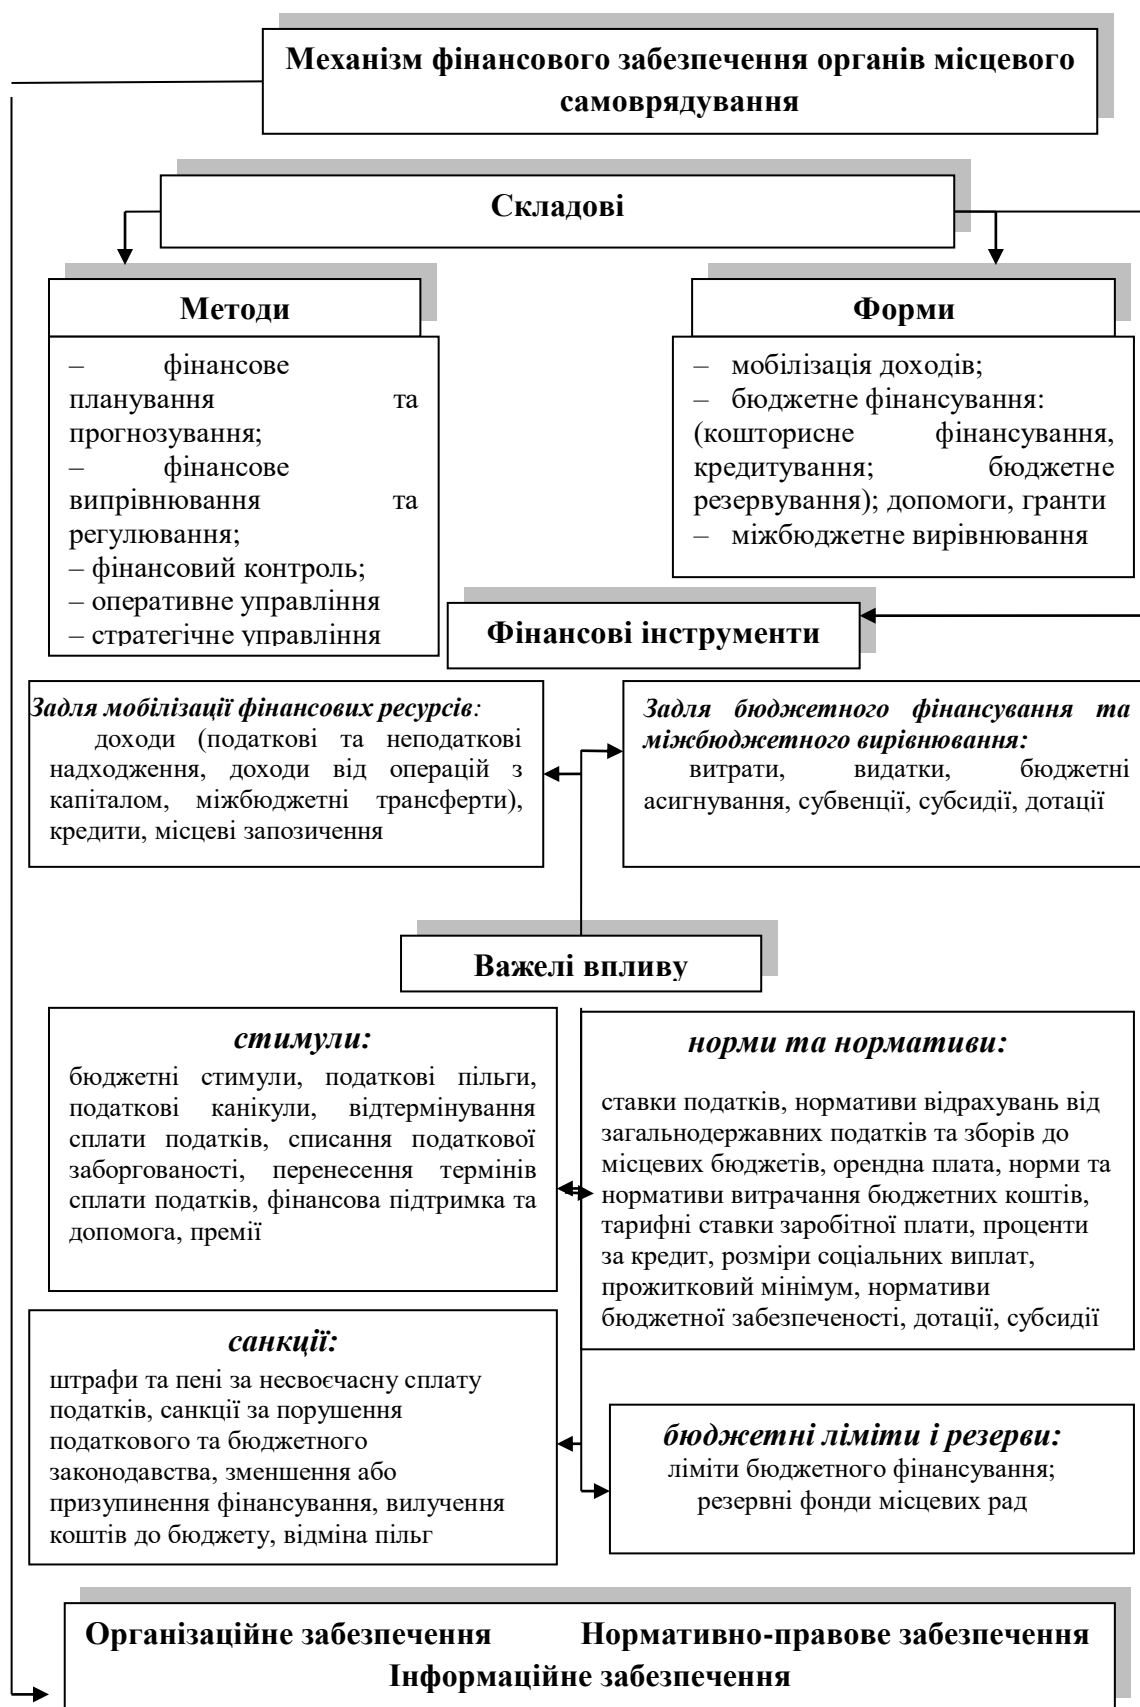 Механізм фінансового забезпечення органів місцевого
самоврядування
Складові
Методи
– фінансове
планування та
прогнозування;
– фінансове
випрівнювання та
регулювання;
– фінансовий контроль;
– оперативне управління
– стратегічне управління
Форми
– мобілізація доходів;
– бюджетне фінансування:
(кошторисне фінансування,
кредитування; бюджетне
резервування); допомоги, гранти
– міжбюджетне вирівнювання
Фінансові інструменти
Задля мобілізації фінансових ресурсів:
доходи (податкові та неподаткові
надходження, доходи від операцій з
капіталом, міжбюджетні трансферти),
кредити, місцеві запозичення
Задля бюджетного фінансування та
міжбюджетного вирівнювання:
витрати, видатки, бюджетні
асигнування, субвенції, субсидії, дотації
Важелі впливу
стимули:
бюджетні стимули, податкові пільги,
податкові канікули, відтермінування
сплати податків, списання податкової
заборгованості, перенесення термінів
сплати податків, фінансова підтримка та
допомога, премії
норми та нормативи:
ставки податків, нормативи відрахувань від
загальнодержавних податків та зборів до
місцевих бюджетів, орендна плата, норми та
нормативи витрачання бюджетних коштів,
тарифні ставки заробітної плати, проценти
за кредит, розміри соціальних виплат,
прожитковий мінімум, нормативи
бюджетної забезпеченості, дотації, субсидії
санкції:
штрафи та пені за несвоєчасну сплату
податків, санкції за порушення
податкового та бюджетного
законодавства, зменшення або
призупинення фінансування, вилучення
коштів до бюджету, відміна пільг
бюджетні ліміти і резерви:
ліміти бюджетного фінансування;
резервні фонди місцевих рад
Організаційне забезпечення Нормативно-правове забезпечення
Інформаційне забезпечення